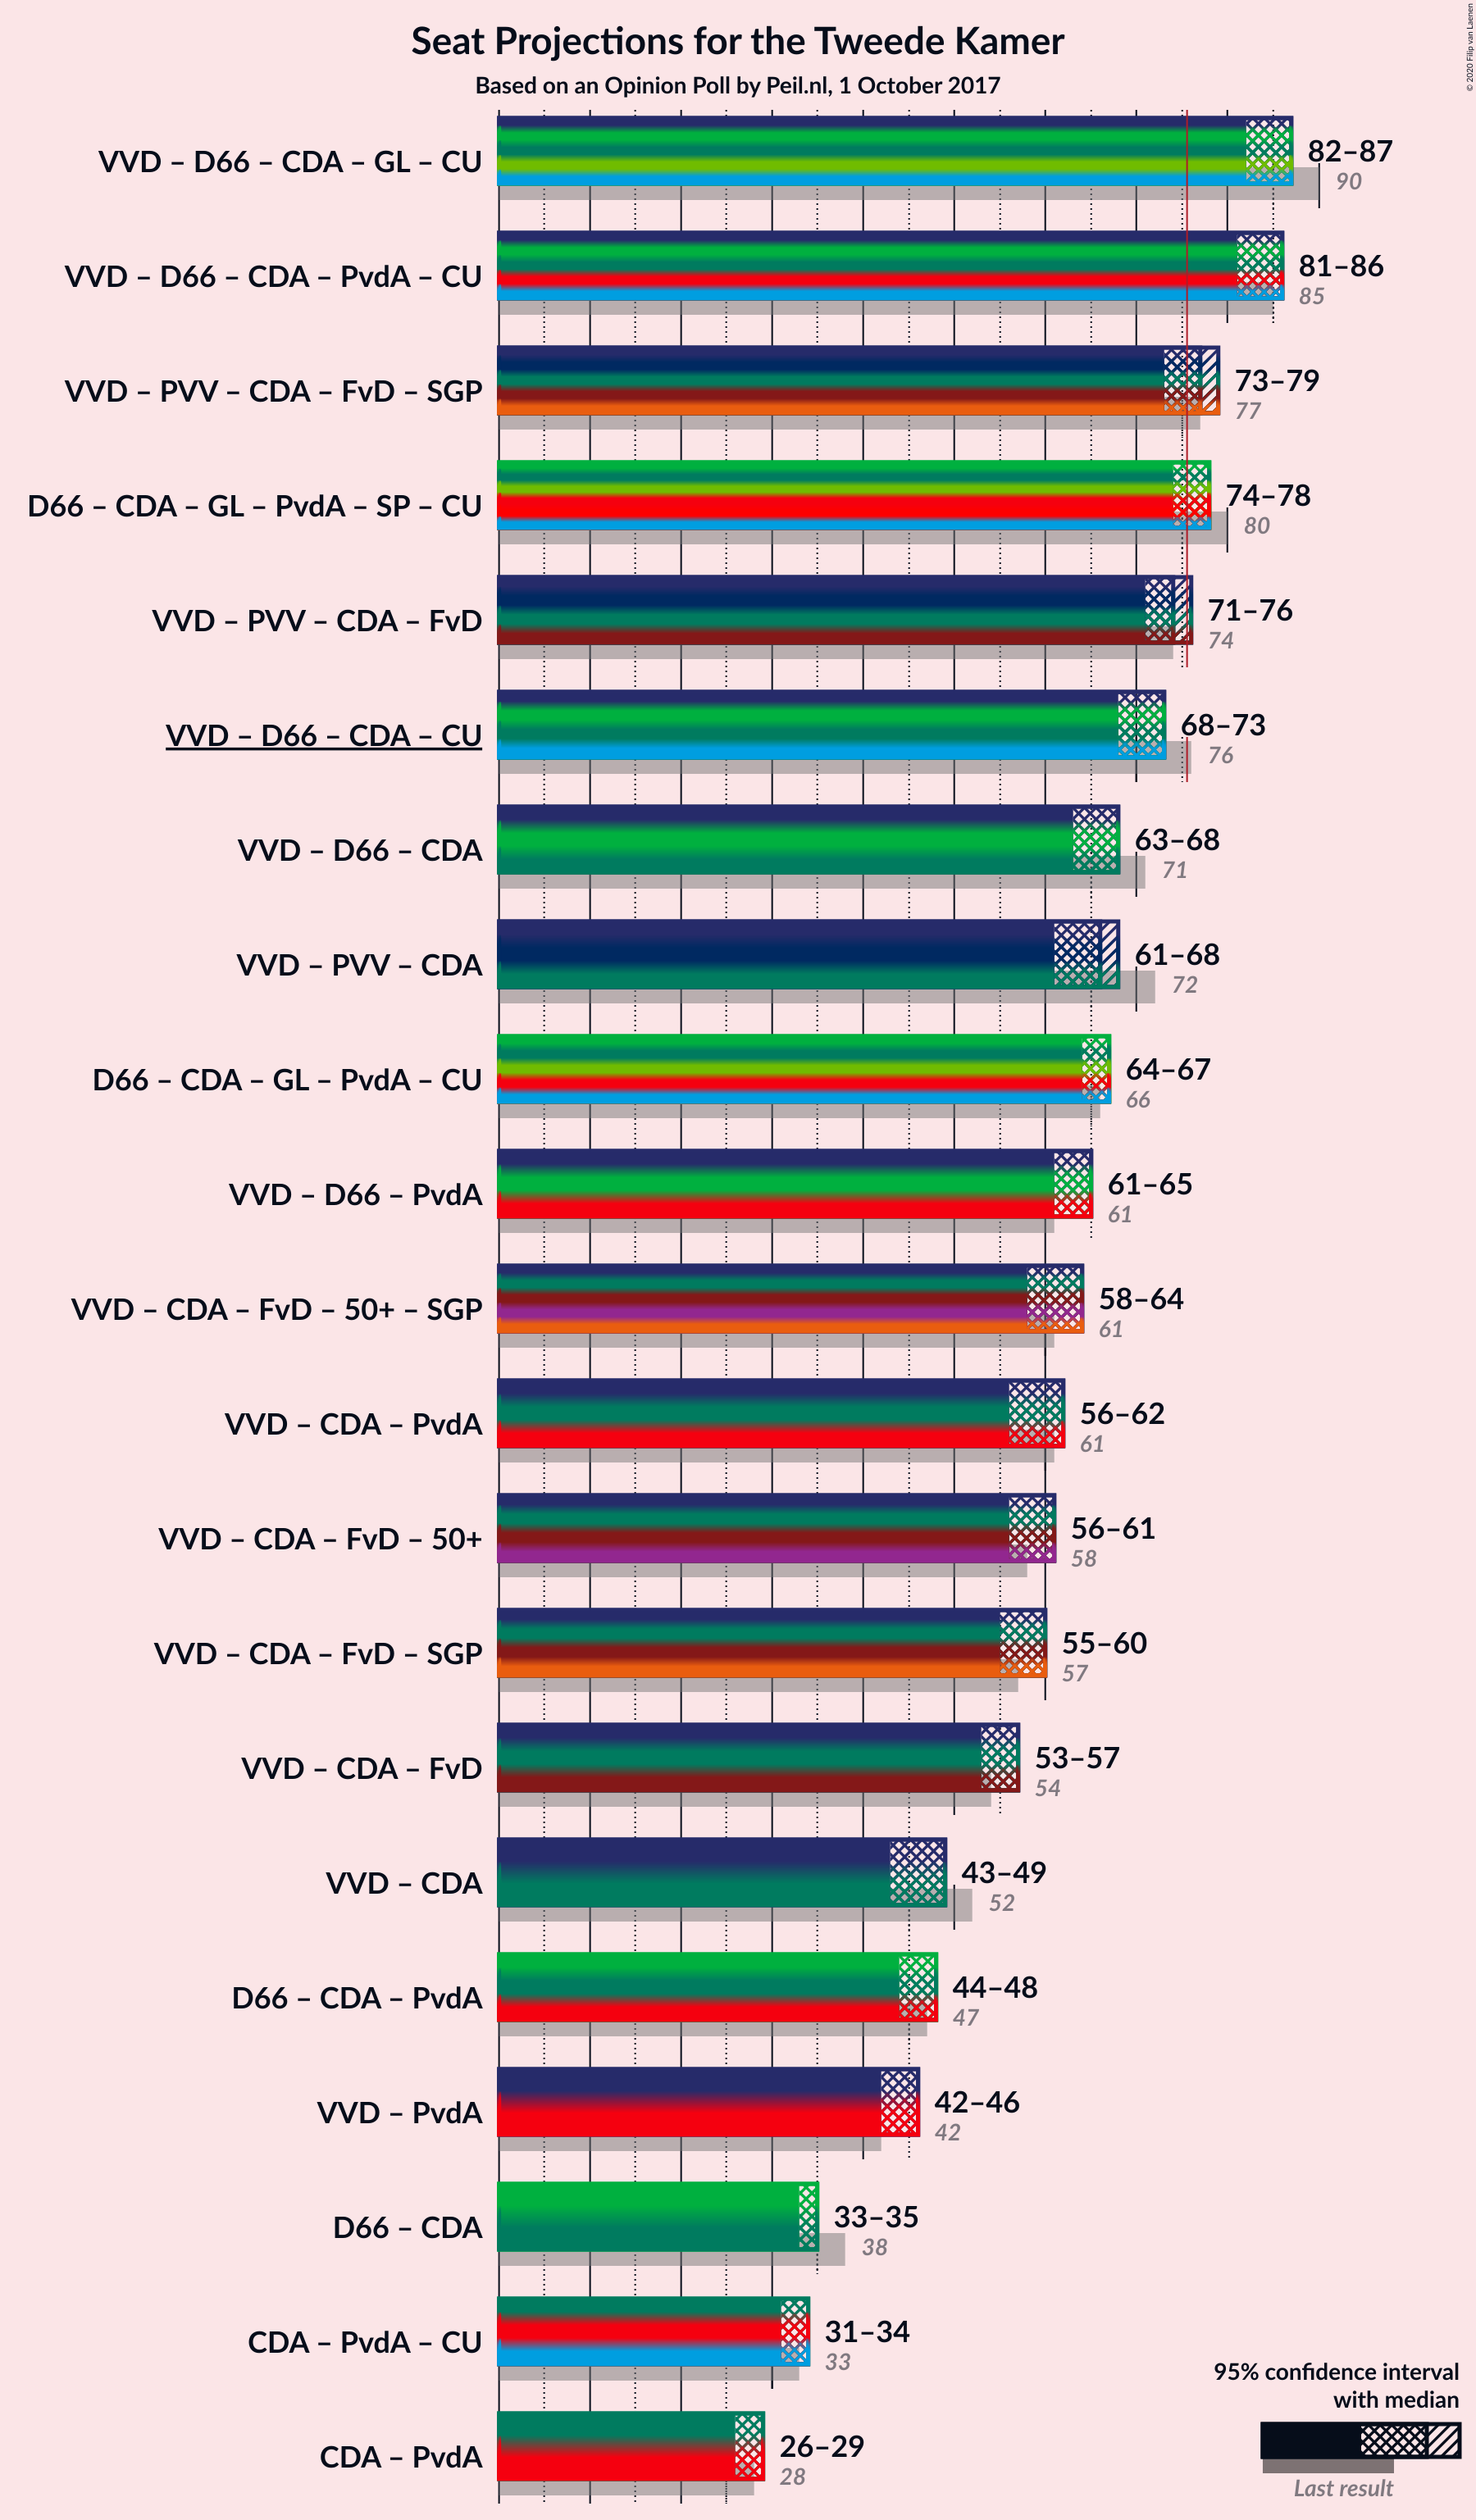 Seat Projections for the Tweede Kamer
Based on an Opinion Poll by Peil.nl, 1 October 2017
© 2020 Filip van Laenen
VVD – D66 – CDA – GL – CU
82–87
90
VVD – D66 – CDA – PvdA – CU
81–86
85
VVD – PVV – CDA – FvD – SGP
73–79
77
D66 – CDA – GL – PvdA – SP – CU
74–78
80
VVD – PVV – CDA – FvD
71–76
74
VVD – D66 – CDA – CU
68–73
76
VVD – D66 – CDA
63–68
71
VVD – PVV – CDA
61–68
72
D66 – CDA – GL – PvdA – CU
64–67
66
VVD – D66 – PvdA
61–65
61
VVD – CDA – FvD – 50+ – SGP
58–64
61
VVD – CDA – PvdA
56–62
61
VVD – CDA – FvD – 50+
56–61
58
VVD – CDA – FvD – SGP
55–60
57
VVD – CDA – FvD
53–57
54
VVD – CDA
43–49
52
D66 – CDA – PvdA
44–48
47
VVD – PvdA
42–46
42
D66 – CDA
33–35
38
CDA – PvdA – CU
31–34
33
CDA – PvdA
26–29
28
95% confidence interval
with median
Last result